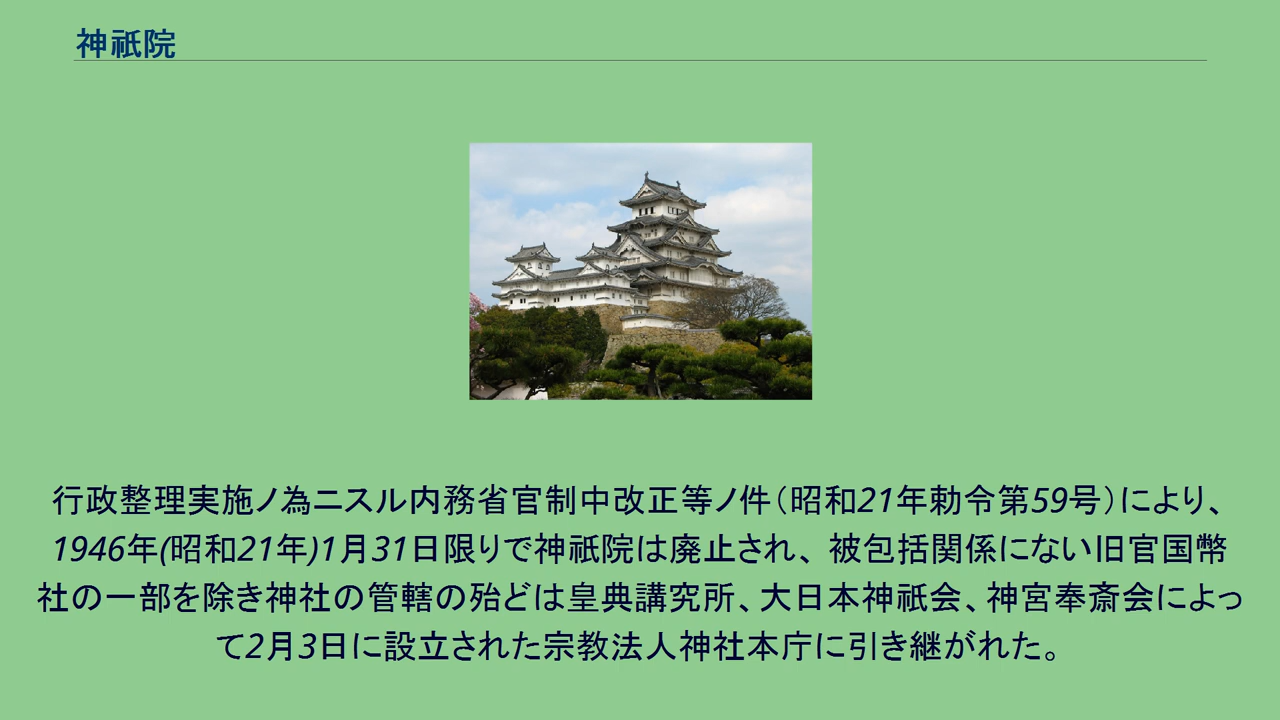 神祇院
行政整理実施ノ為ニスル内務省官制中改正等ノ件（昭和21年勅令第59号）により、
1946年(昭和21年)1月31日限りで神祇院は廃止され、被包括関係にない旧官国幣
社の一部を除き神社の管轄の殆どは皇典講究所、大日本神祇会、神宮奉斎会によっ
て2月3日に設立された宗教法人神社本庁に引き継がれた。